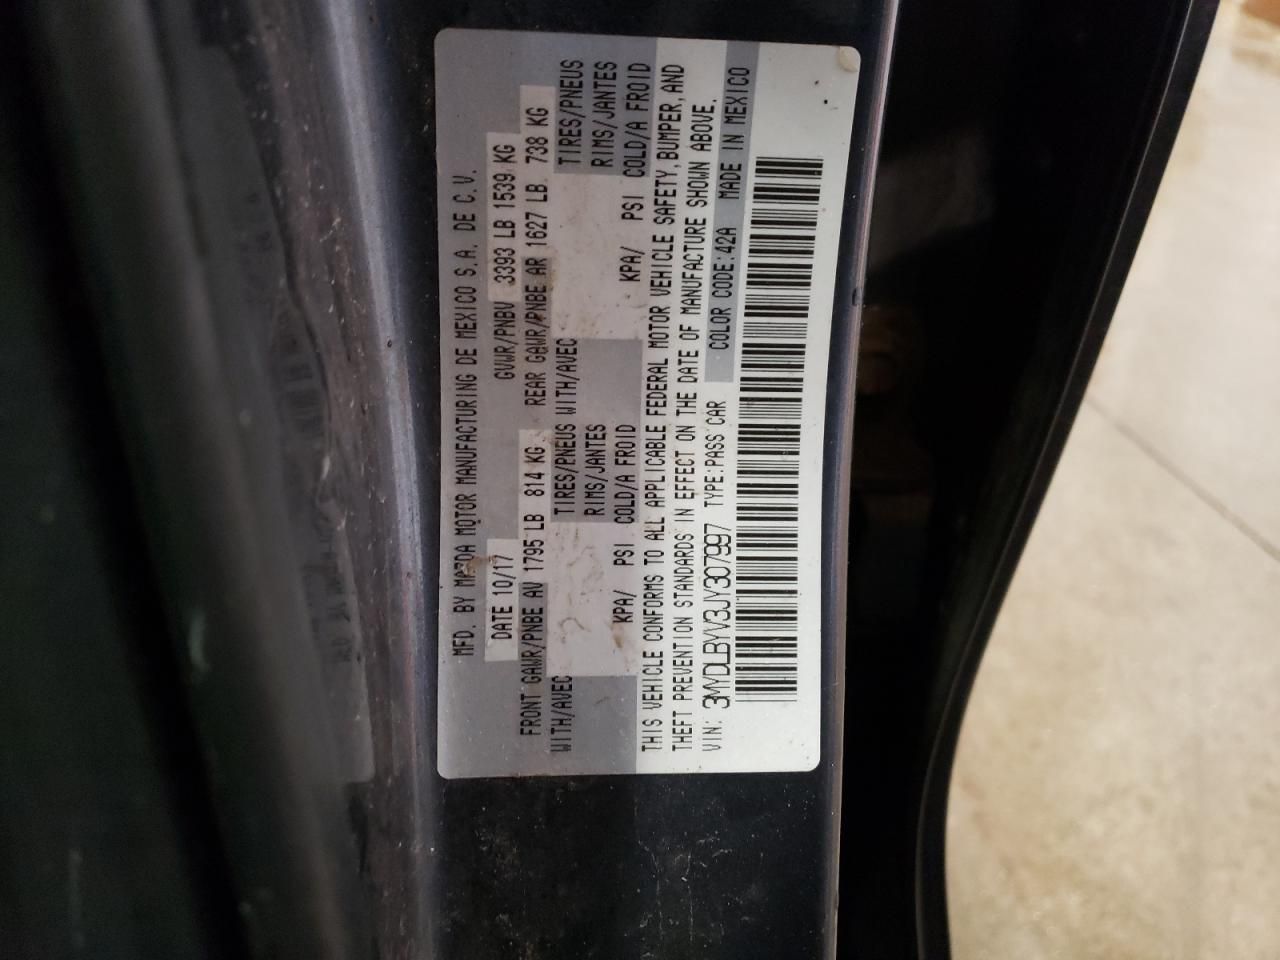 MFD. BY MAZDA MOTOR MANUFACTURING DE MEXICO S.A. DE C.V.
DATE 10/17 GVWR/PNBV 3393 LB 1539 KG
FRONT GAWR/PNBE AV 1795 LB 814 KG REAR GAWR/PNBE AR 1627 LB. 738 KG
WITH/AVEC TIRES/PNEUS WITH/AVEC TIRES/PNEUS
RIMS/JANTES RIMS/JANTES
KPA/ PSI COLD/A FROID KPA/ PSI COLD/A FROID
THIS VEHICLE CONFORMS TO ALL APPLICABLE FEDERAL MOTOR VEHICLE SAFETY, BUMPER, AND
THEFT PREVENTION STANDARDS IN EFFECT ON THE DATE OF MANUFACTURE SHOWN ABOVE.
VIN: 3MYDLBYV3JY307997 TYPE:PASS CAR COLOR CODE:42A MADE IN MEXICO